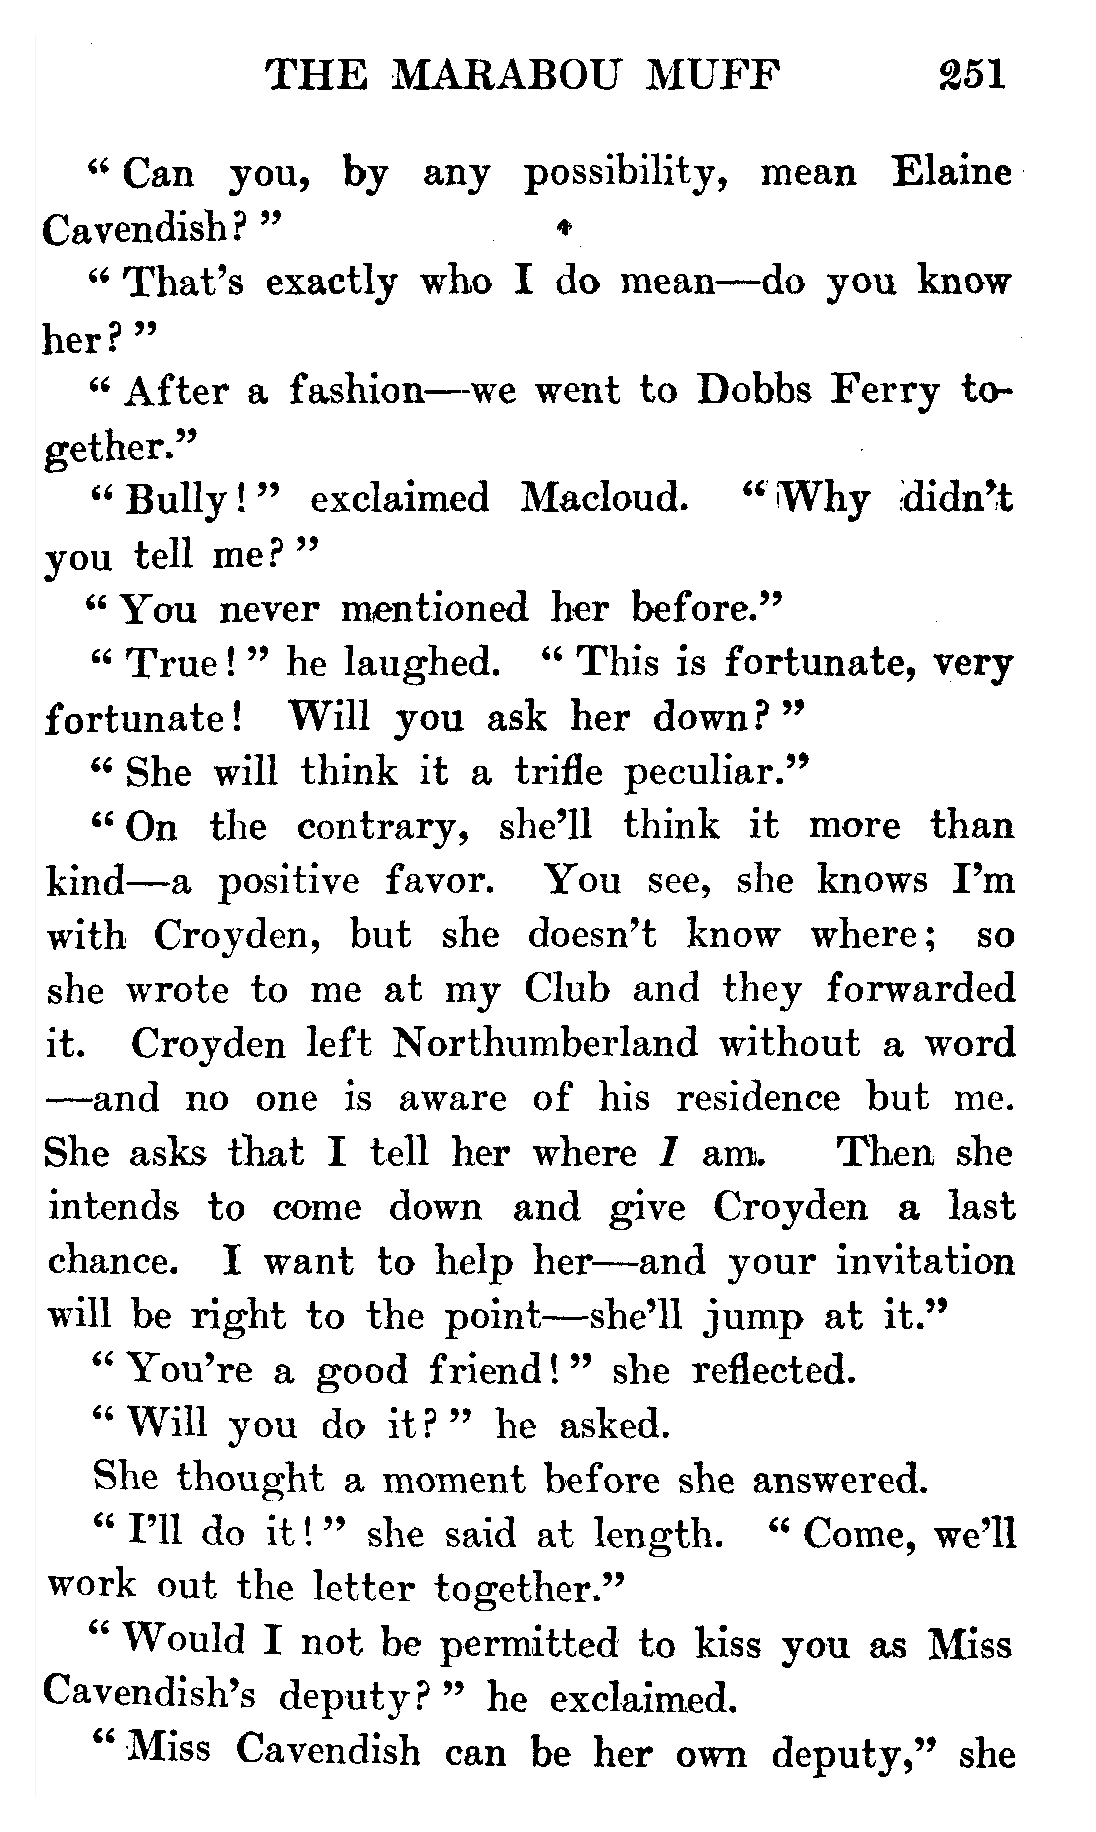 THE MARABOU MUFF 251
“ Can you, by any possibility, mean Elaine
Cavendish? ”
“ That’s exactly who I do mean—do you know
her? ”
“ After a fashion—we went to Dobbs Ferry to-
gether.”
“ Bully! ” exclaimed Macloud. “ Why didn’t
you tell me? ”
“ You never mentioned her before.”
“ True! ” he laughed. “ This is fortunate, very
fortunate! Will you ask her down? ”
“ She will think it a trifle peculiar.”
“ On the contrary, she’ll think it more than
kind—a positive favor. You see, she knows I’m
with Croyden, but she doesn’t know where; so
she wrote to me at my Club and they forwarded
it. Croyden left Northumberland without a word
—and no one is aware of his residence but me.
She asks that I tell her where I am. Then she
intends to come down and give Croyden a last
chance. I want to help her—and your invitation
will be right to the point—she’ll jump at it.”
“ You’re a good friend! ” she reflected.
“ Will you do it? ” he asked.
She thought a moment before she answered.
“ I’ll do it! ” she said at length. “ Come, we’ll
work out the letter together.”
“ Would I not be permitted to kiss you as Miss
Cavendish’s deputy? ” he exclaimed.
“ Miss Cavendish can be her own deputy,” she